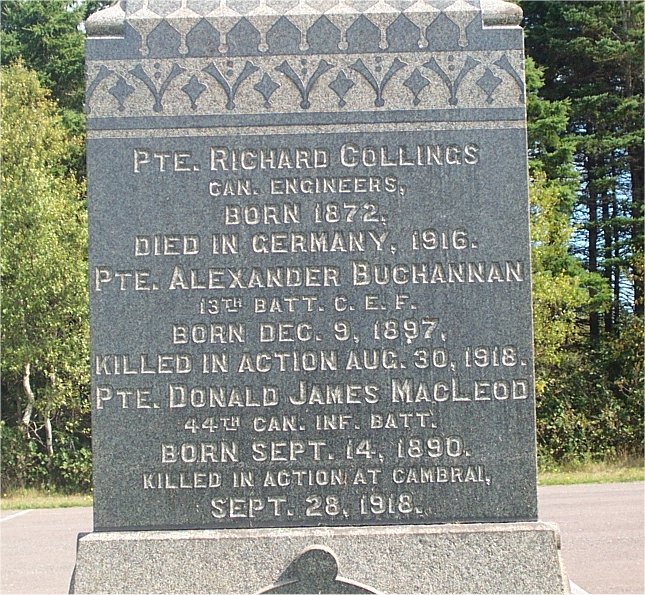 PTE. RICHARD COLLINGS
CAN. ENGINEERS,
BORN 1872,
DIED IN GERMANY, 1916.
PTE. ALEXANDER BUCHANNAN
13TH BATT. C. E. F.
BORN DEC. 9, 1897,
KILLED IN ACTION AUG. 30, 1918.
PTE. DONALD JAMES MACLEOD
44TH CAN. INF. BATT.
BORN SEPT. 14, 1890.
KILLED IN ACTION AT CAMBRAI,
SEPT. 28, 1918.